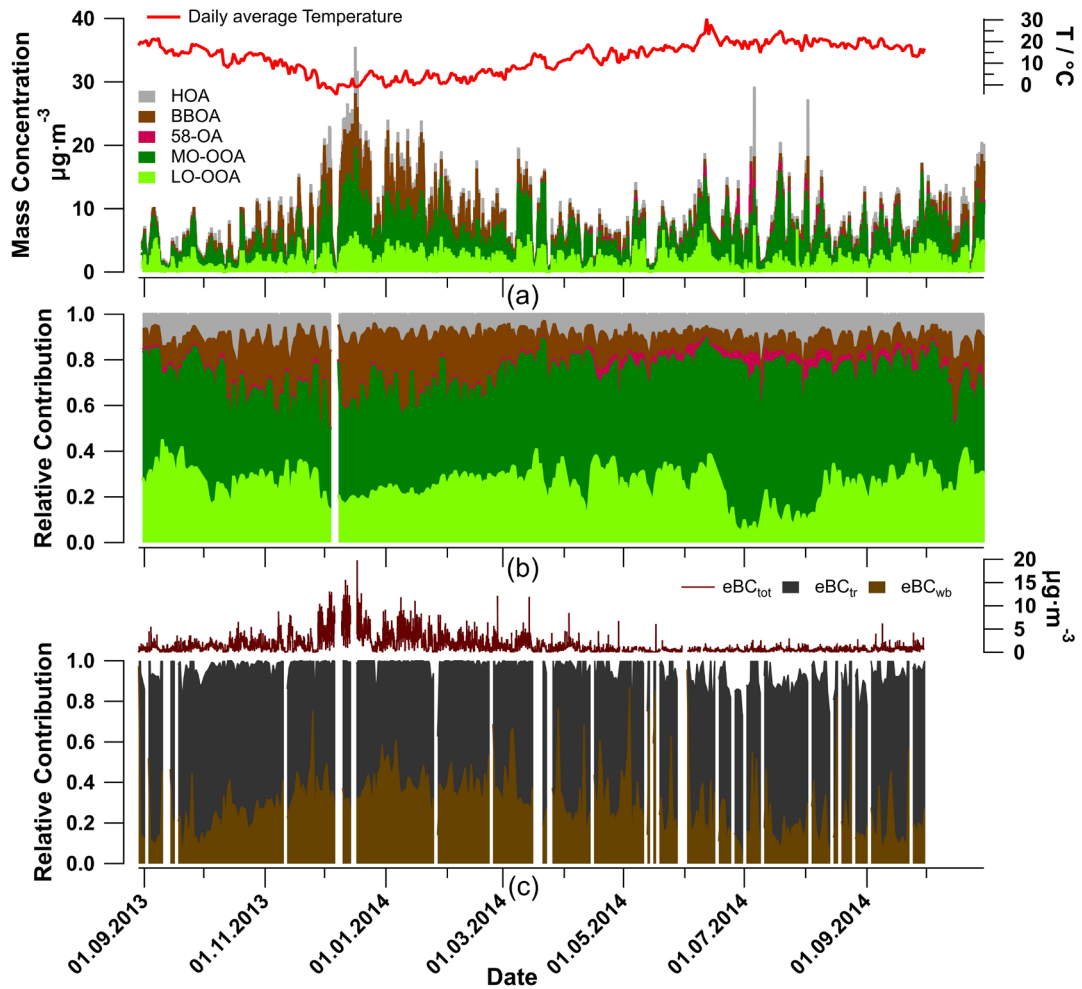 Daily average Temperature
40
30
20
10
0
Mass Concentration
µg·m-3
30
20
10
0
T / °C
HOA
BBOA
58-OA
MO-OOA
LO-OOA
(a)
1.0
0.8
0.6
0.4
0.2
0.0
Relative Contribution
(b)
eBCtot
eBCtr
eBCwb
20
15
10
5
0
µg·m-3
1.0
0.8
0.6
0.4
0.2
0.0
Relative Contribution
(c)
01.09.2013
01.11.2013
01.01.2014
01.03.2014
01.05.2014
01.07.2014
01.09.2014
Date